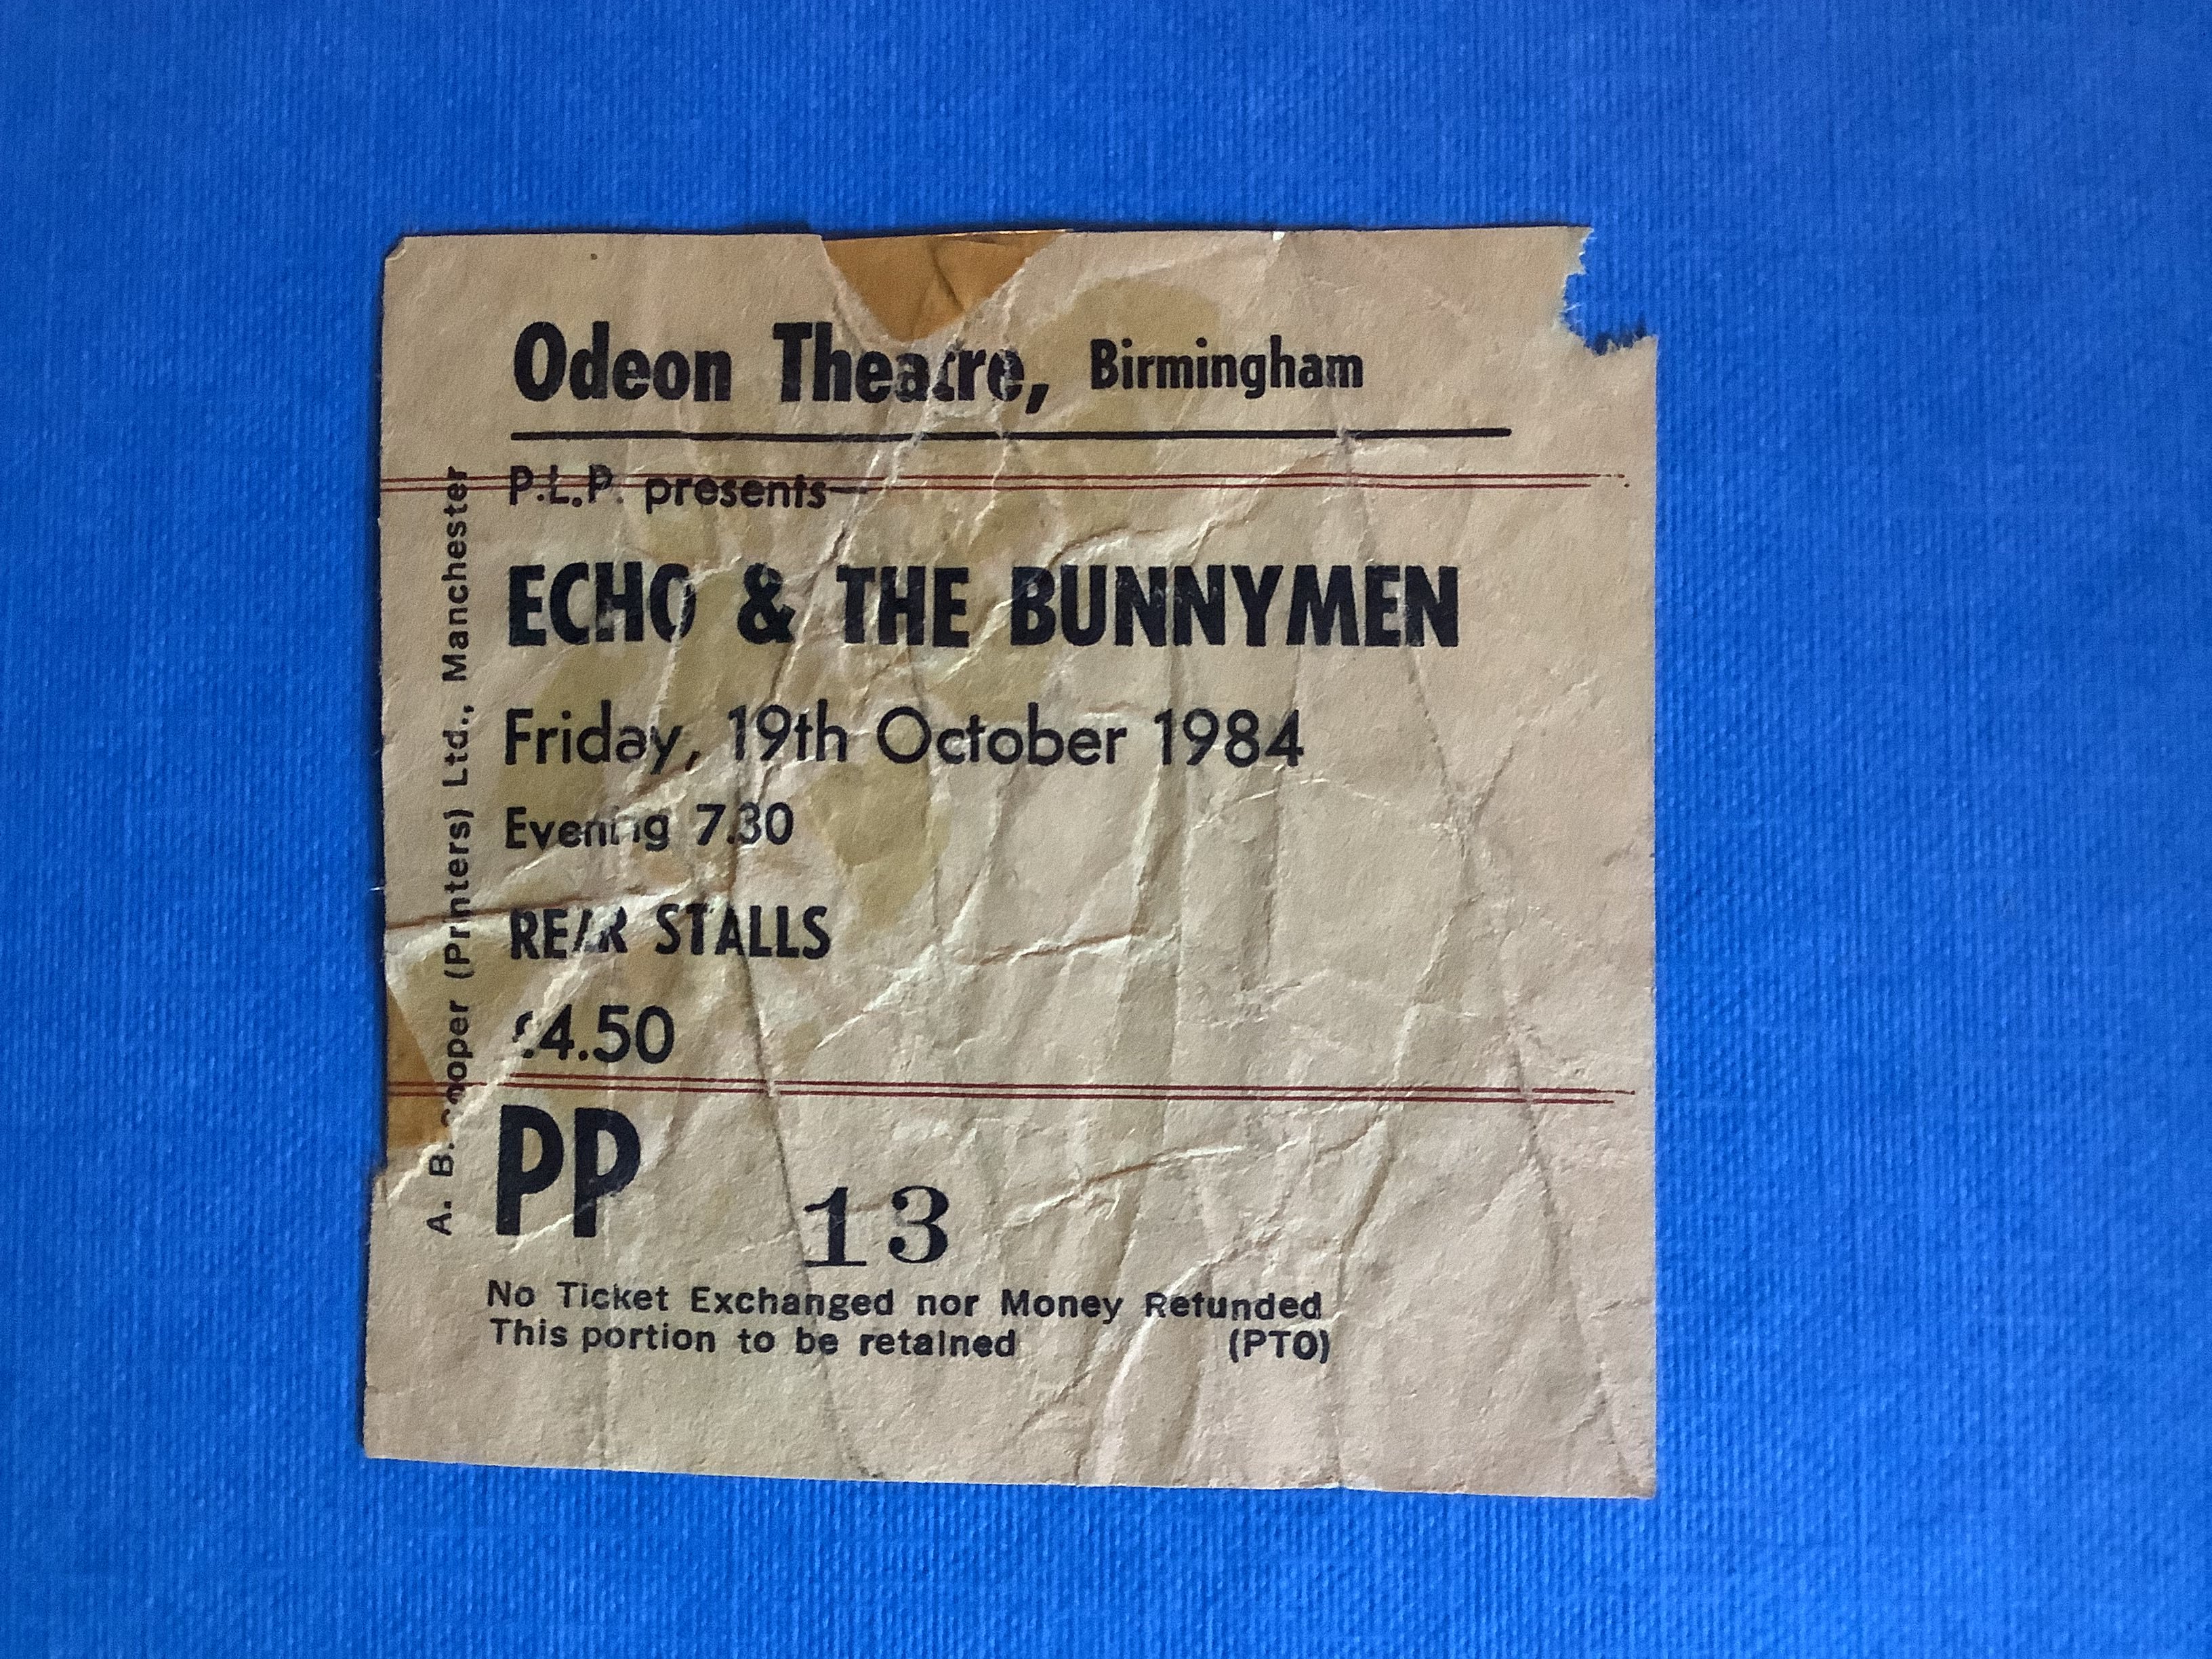 Odeon Theatre, Birmingham
P.L.P. presents—
ECHO & THE BUNNYMEN
Friday, 19th October 1984
Evening 7.30
REAR STALLS
£4.50
PP 13
No Ticket Exchanged nor Money Refunded
This portion to be retained (PTO)
A. B. Cooper (Printers) Ltd., Manchester